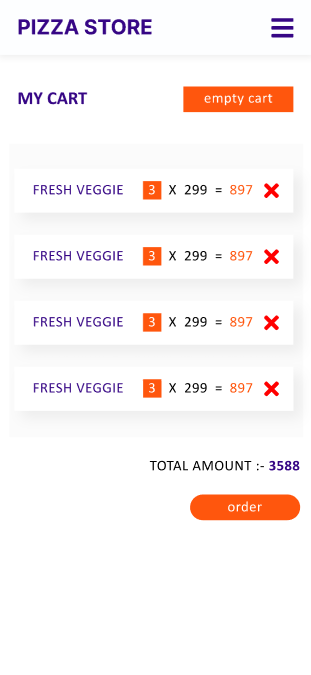 PIZZA STORE
MY CART
empty cart
FRESH VEGGIE 3 X 299 = 897
FRESH VEGGIE 3 X 299 = 897
FRESH VEGGIE 3 X 299 = 897
FRESH VEGGIE 3 X 299 = 897
TOTAL AMOUNT :- 3588
order